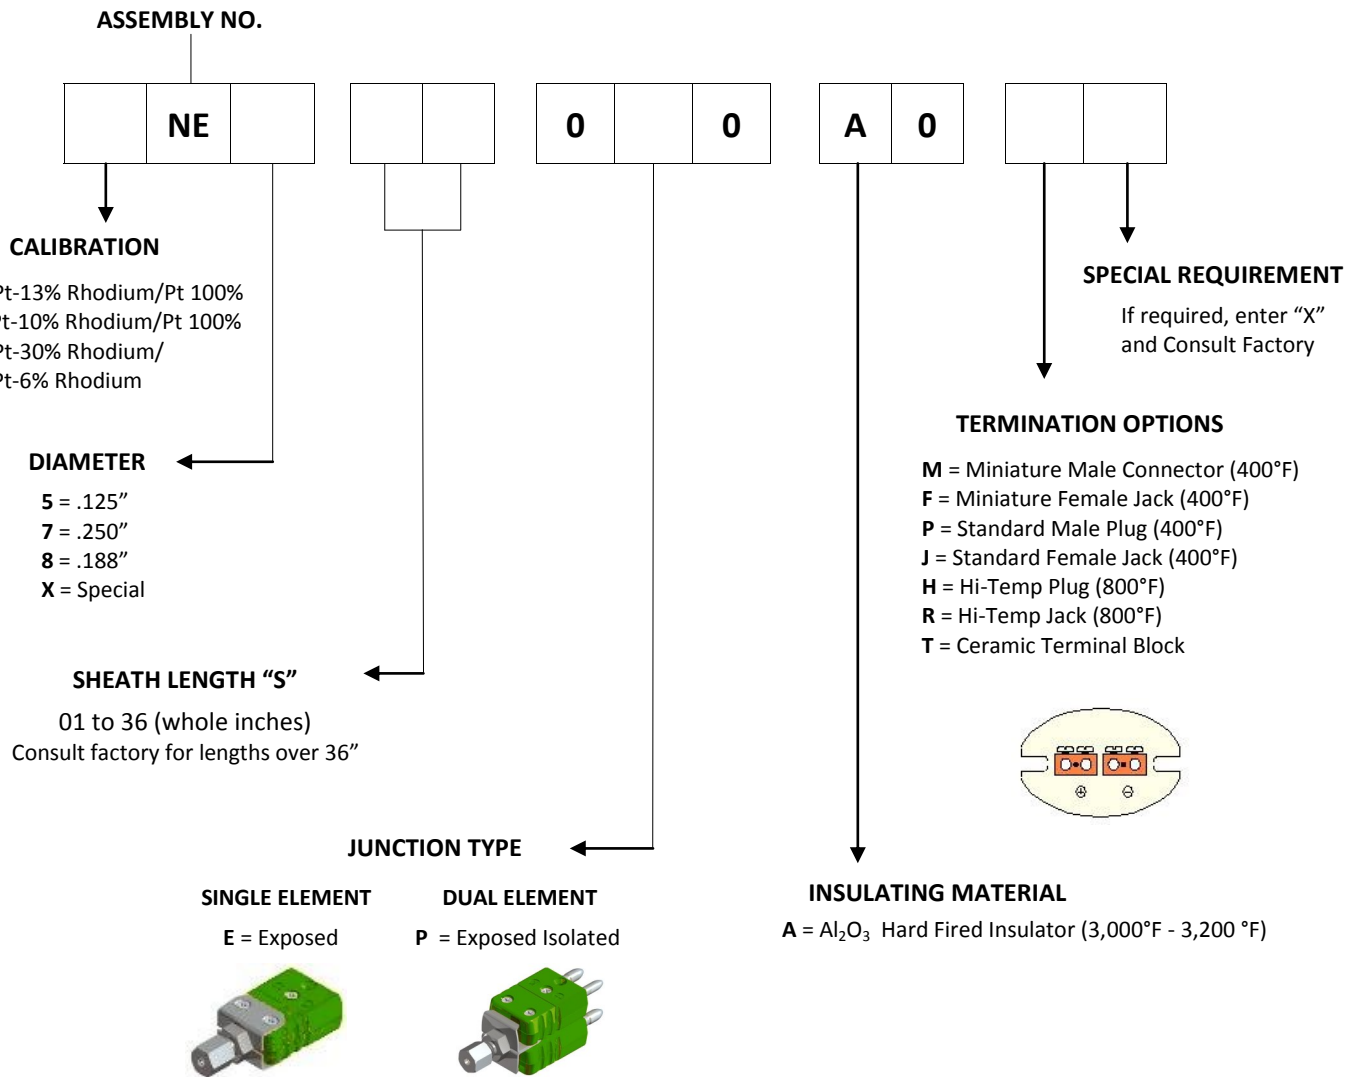 ASSEMBLY NO.
NE 0 0 A 0
CALIBRATION
Pt-13% Rhodium/Pt 100%
Pt-10% Rhodium/Pt 100%
Pt-30% Rhodium/
Pt-6% Rhodium
DIAMETER
5 = .125”
7 = .250”
8 = .188”
X = Special
SHEATH LENGTH “S”
01 to 36 (whole inches)
Consult factory for lengths over 36”
JUNCTION TYPE
SINGLE ELEMENT
E = Exposed
DUAL ELEMENT
P = Exposed Isolated
SPECIAL REQUIREMENT
If required, enter “X”
and Consult Factory
TERMINATION OPTIONS
M = Miniature Male Connector (400°F)
F = Miniature Female Jack (400°F)
P = Standard Male Plug (400°F)
J = Standard Female Jack (400°F)
H = Hi-Temp Plug (800°F)
R = Hi-Temp Jack (800°F)
T = Ceramic Terminal Block
+ −
INSULATING MATERIAL
A = Al₂O₃ Hard Fired Insulator (3,000°F - 3,200 °F)